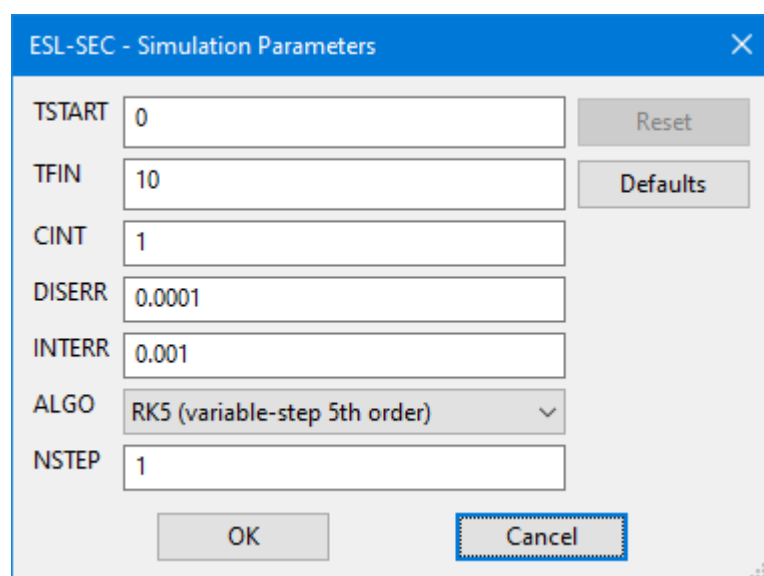 ESL-SEC - Simulation Parameters
TSTART 0 Reset
TFIN 10 Defaults
CINT 1
DISERR 0.0001
INTERR 0.001
ALGO RK5 (variable-step 5th order)
NSTEP 1
OK Cancel